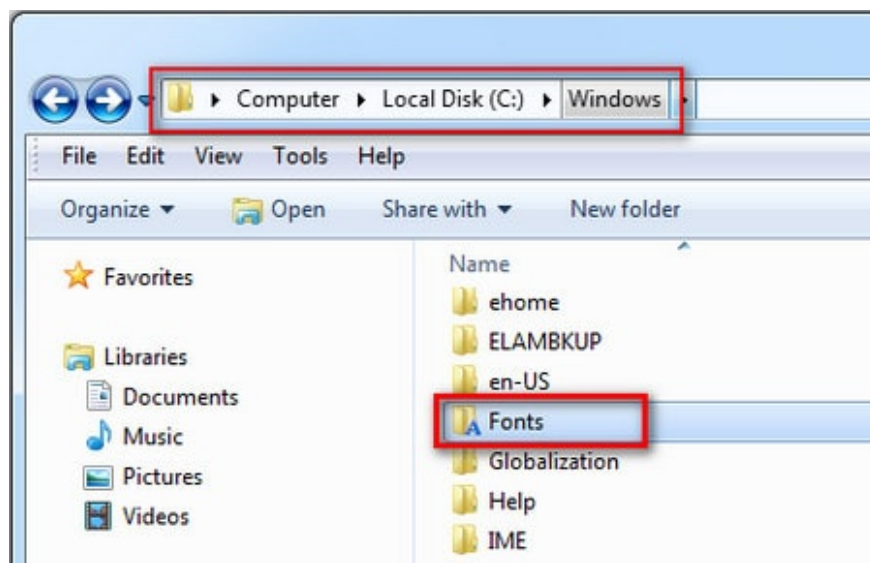 Computer Local Disk (C:) Windows
File Edit View Tools Help
Organize Open Share with New folder
Favorites
Libraries
Documents
Music
Pictures
Videos
Name
ehome
ELAMBKUP
en-US
Fonts
Globalization
Help
IME